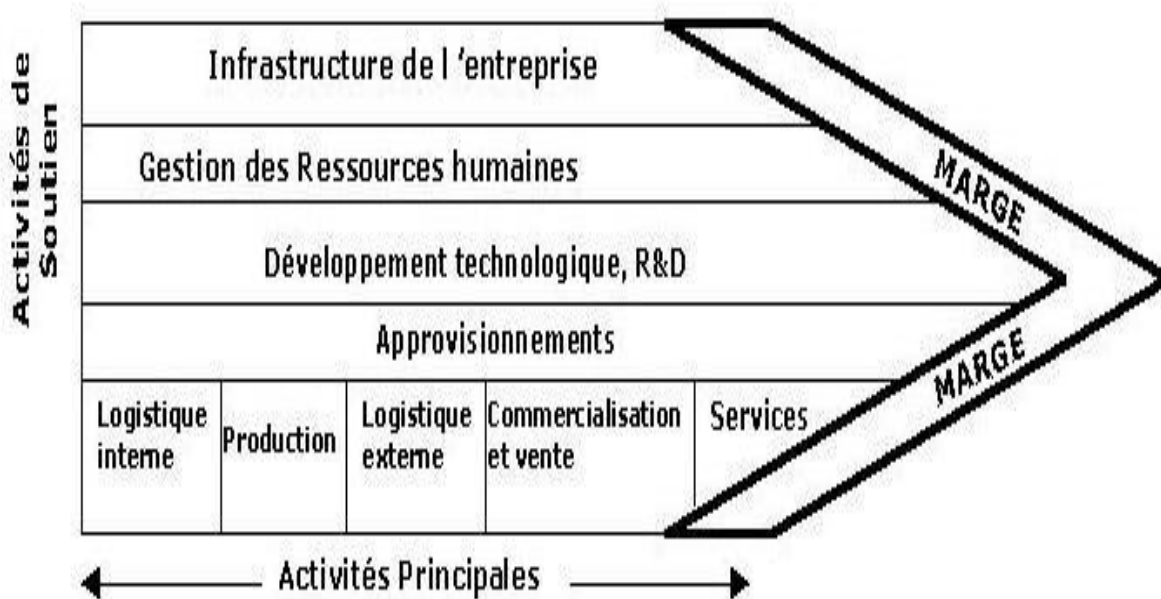 Activités de
Soutien
Infrastructure de l 'entreprise
Gestion des Ressources humaines
Développement technologique, R&D
Approvisionnements
Logistique
interne
Production
Logistique
externe
Commercialisation
et vente
Services
MARGE
MARGE
Activités Principales